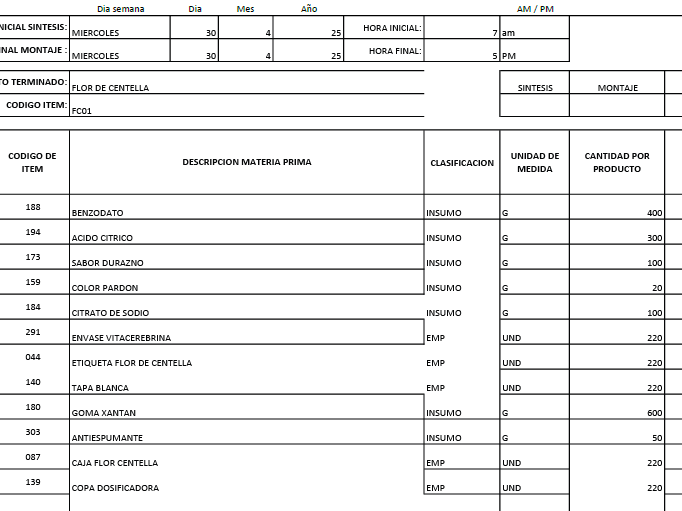 Dia semana Dia Mes Año AM / PM
NICIAL SINTESIS: MIERCOLES 30 4 25 HORA INICIAL: 7 am
NAL MONTAJE : MIERCOLES 30 4 25 HORA FINAL: 5 PM
TO TERMINADO: FLOR DE CENTELLA SINTESIS MONTAJE
CODIGO ITEM: FC01
CODIGO DE ITEM DESCRIPCION MATERIA PRIMA CLASIFICACION UNIDAD DE MEDIDA CANTIDAD POR PRODUCTO
188 BENZODATO INSUMO G 400
194 ACIDO CITRICO INSUMO G 300
173 SABOR DURAZNO INSUMO G 100
159 COLOR PARDON INSUMO G 20
184 CITRATO DE SODIO INSUMO G 100
291 ENVASE VITACEREBRINA EMP UND 220
044 ETIQUETA FLOR DE CENTELLA EMP UND 220
140 TAPA BLANCA EMP UND 220
180 GOMA XANTAN INSUMO G 600
303 ANTIESPUMANTE INSUMO G 50
087 CAJA FLOR CENTELLA EMP UND 220
139 COPA DOSIFICADORA EMP UND 220